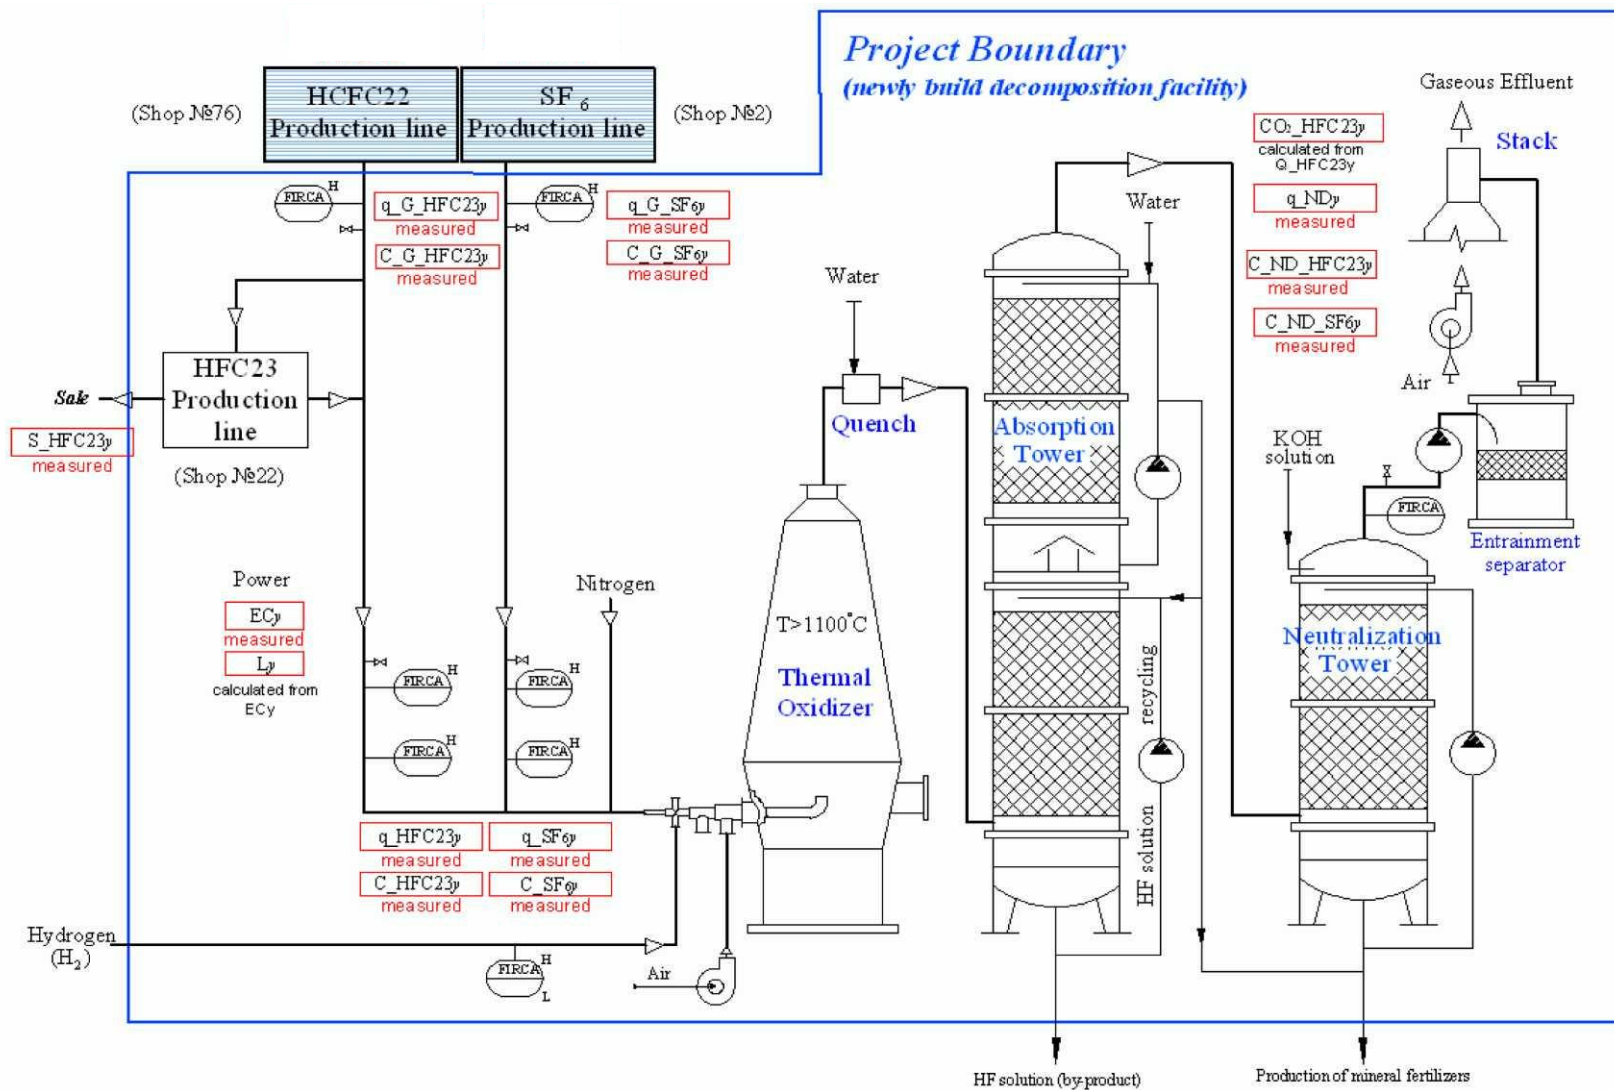 Project Boundary
(newly build decomposition facility)
(Shop №76)
HCFC22
Production line
SF6
Production line
(Shop №2)
Gaseous Effluent
Stack
CO2_HFC23y
calculated from
Q_HFC23y
q_NDy
measured
C_ND_HFC23y
measured
C_ND_SF6y
measured
Air
FIRCA
H
q_G_HFC23y
measured
C_G_HFC23y
measured
FIRCA
H
q_G_SF6y
measured
C_G_SF6y
measured
Water
Water
Quench
HFC23
Production
line
Sale
S_HFC23y
measured
(Shop №22)
Absorption
Tower
KOH
solution
FIRCA
Entrainment
separator
Power
ECy
measured
Ly
calculated from
ECy
Nitrogen
FIRCA
H
FIRCA
H
FIRCA
H
FIRCA
H
T>1100°C
Thermal
Oxidizer
HF solution recycling
Neutralization
Tower
q_HFC23y
measured
C_HFC23y
measured
q_SF6y
measured
C_SF6y
measured
Hydrogen
(H2)
FIRCA
H
L
Air
HF solution (by-product)
Production of mineral fertilizers